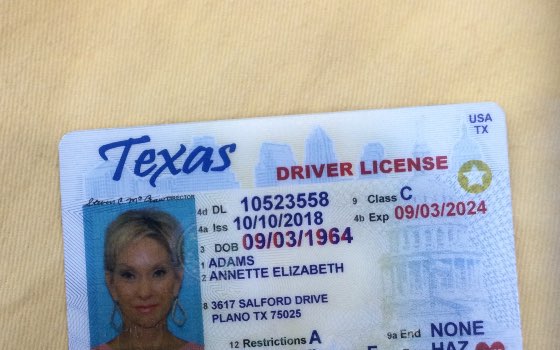 USA
TX
Texas
DRIVER LICENSE
DIRECTOR
4d DL 10523558 9 Class C
4a Iss 10/10/2018 4b Exp 09/03/2024
3 DOB 09/03/1964
1 ADAMS
2 ANNETTE ELIZABETH
8 3617 SALFORD DRIVE
PLANO TX 75025
12 Restrictions A 9a End NONE
HAZ